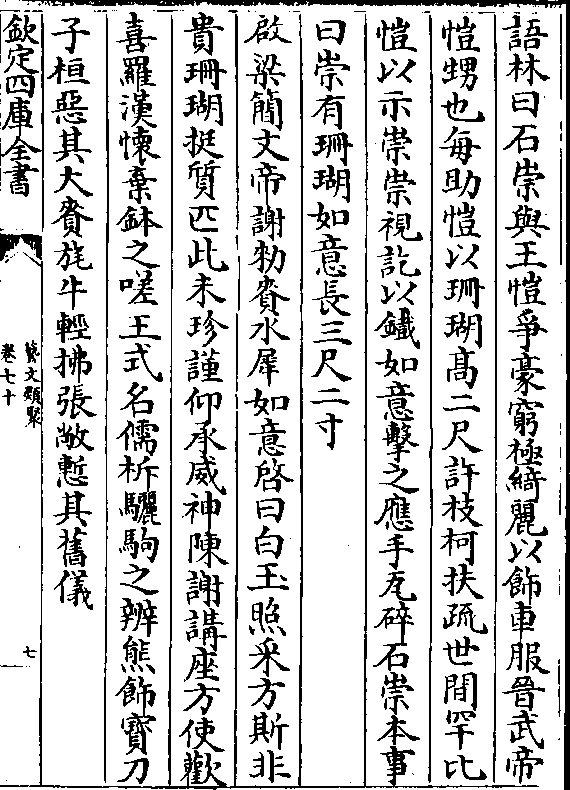 語林曰石崇與王愷爭豪窮極綺麗以飾車服晉武帝
愷甥也每助愷以珊瑚高二尺許枝柯扶疏世間罕比
愷以示崇崇視訖以鐵如意擊之應手瓦碎石崇本事
曰崇有珊瑚如意長三尺二寸
啟梁簡文帝謝勅賚水犀如意啓曰白玉照采方斯非
貴珊瑚挺質匹此未珍謹仰承威神陳謝講座方使歡
喜羅漢懷棄鉢之嗟王式名儒析驪駒之辨熊飾寳刀
子桓惡其大賚旄牛輕拂張敞慙其舊儀
欽定四庫全書
藝文類聚
卷七十
七